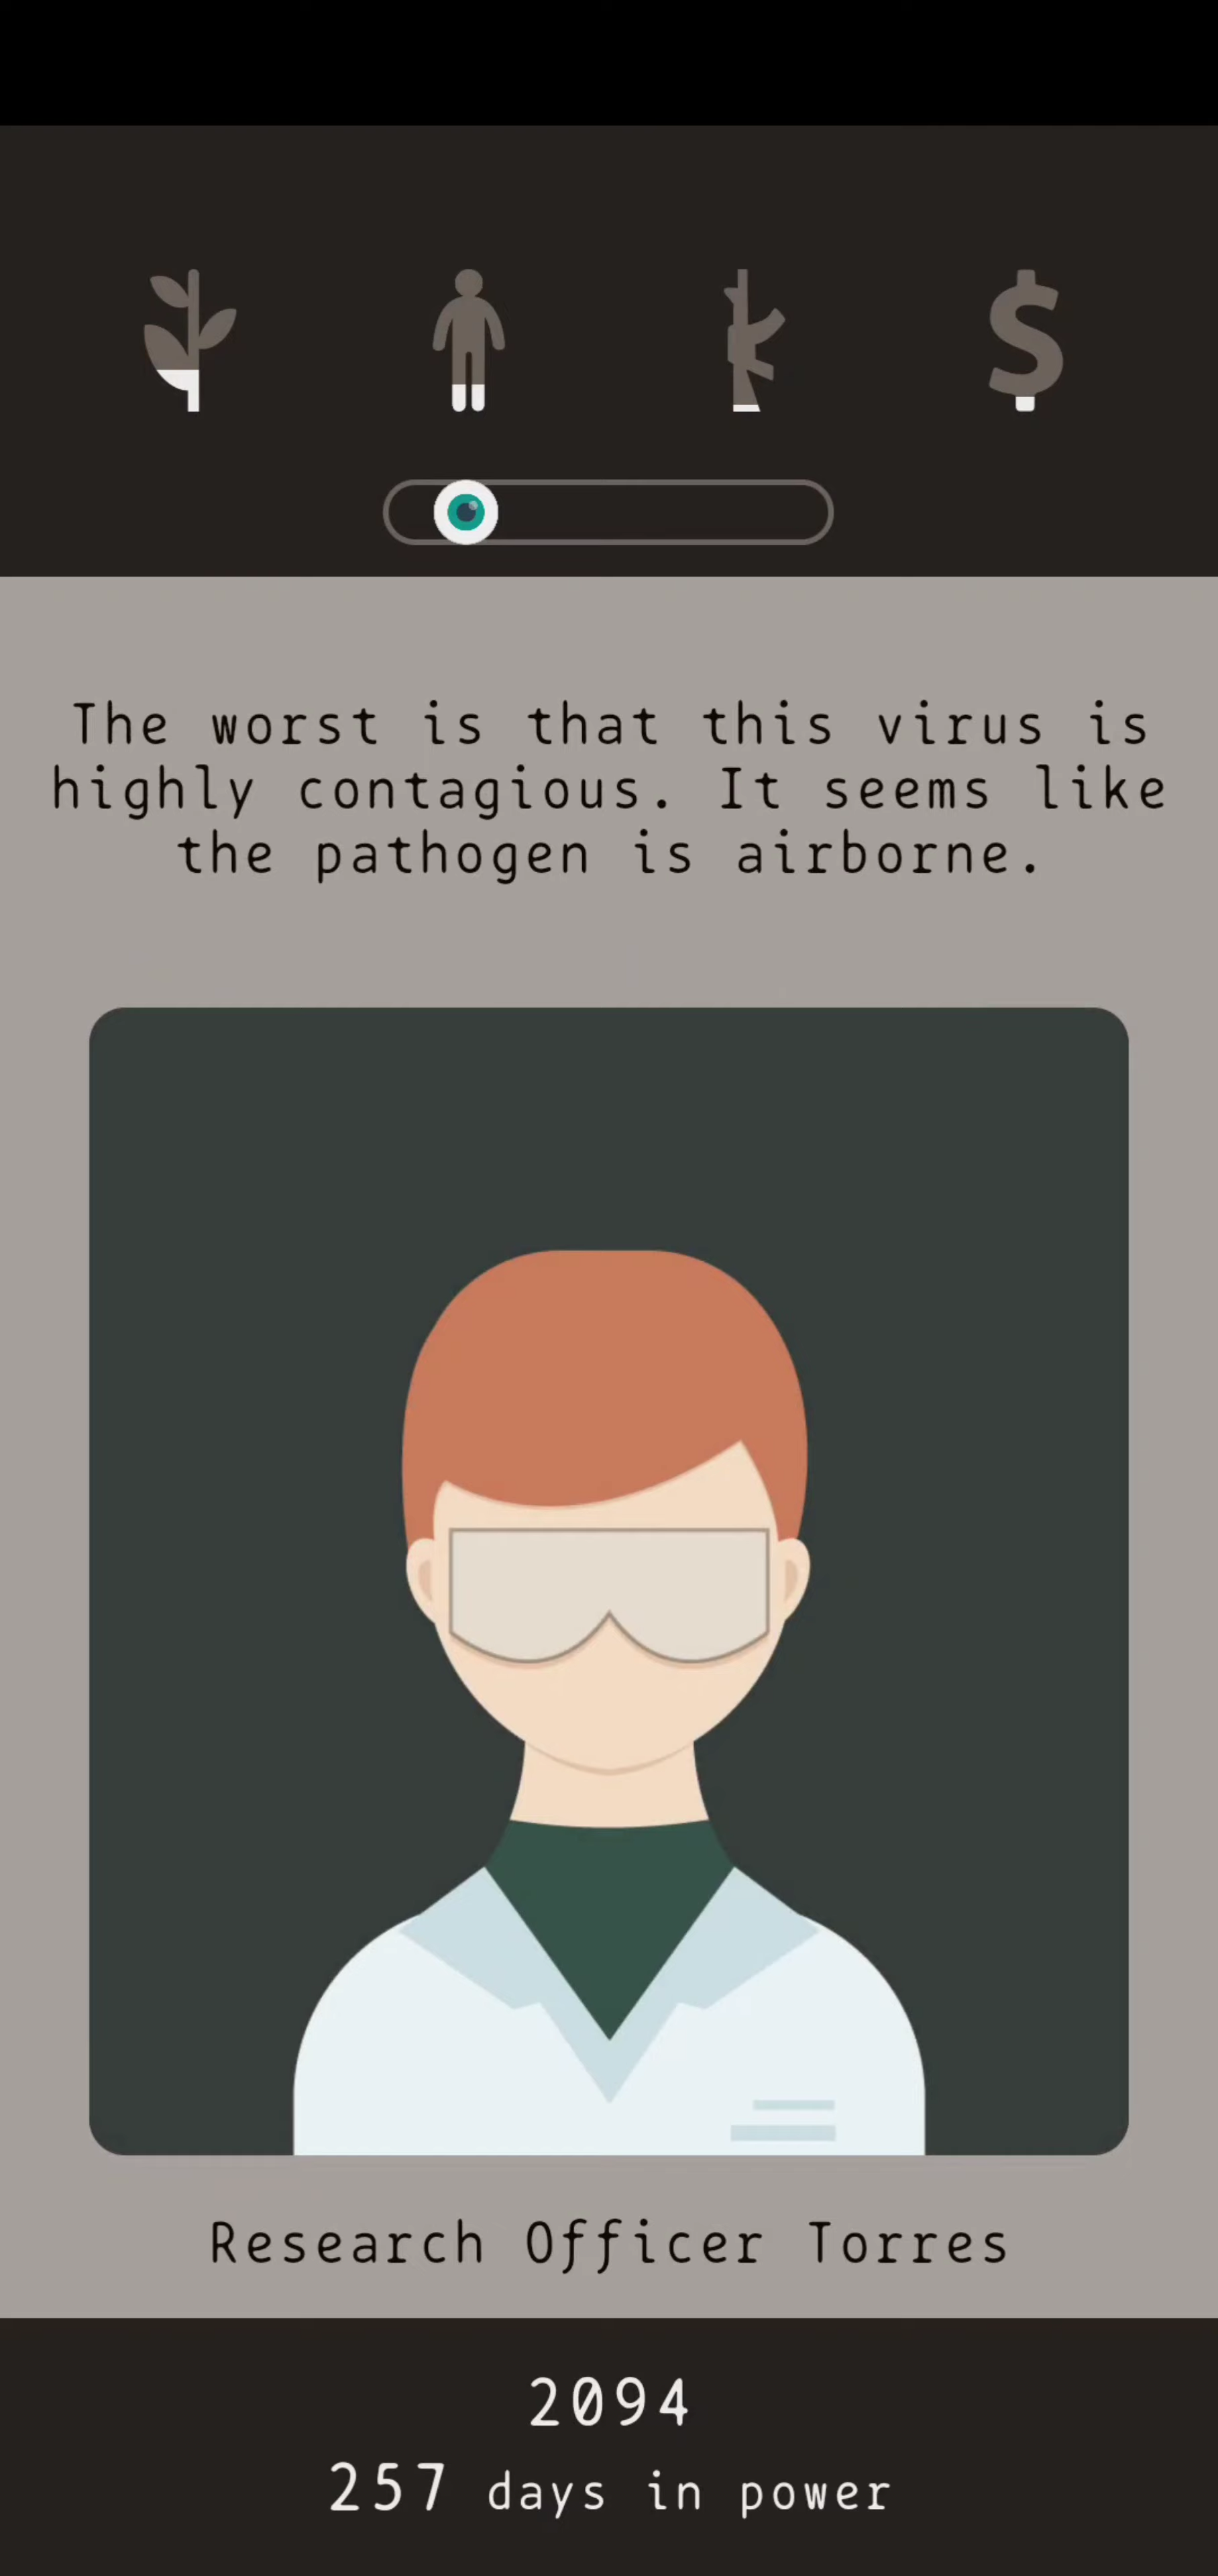 The worst is that this virus is
highly contagious. It seems like
the pathogen is airborne.
Research Officer Torres
2094
257 days in power